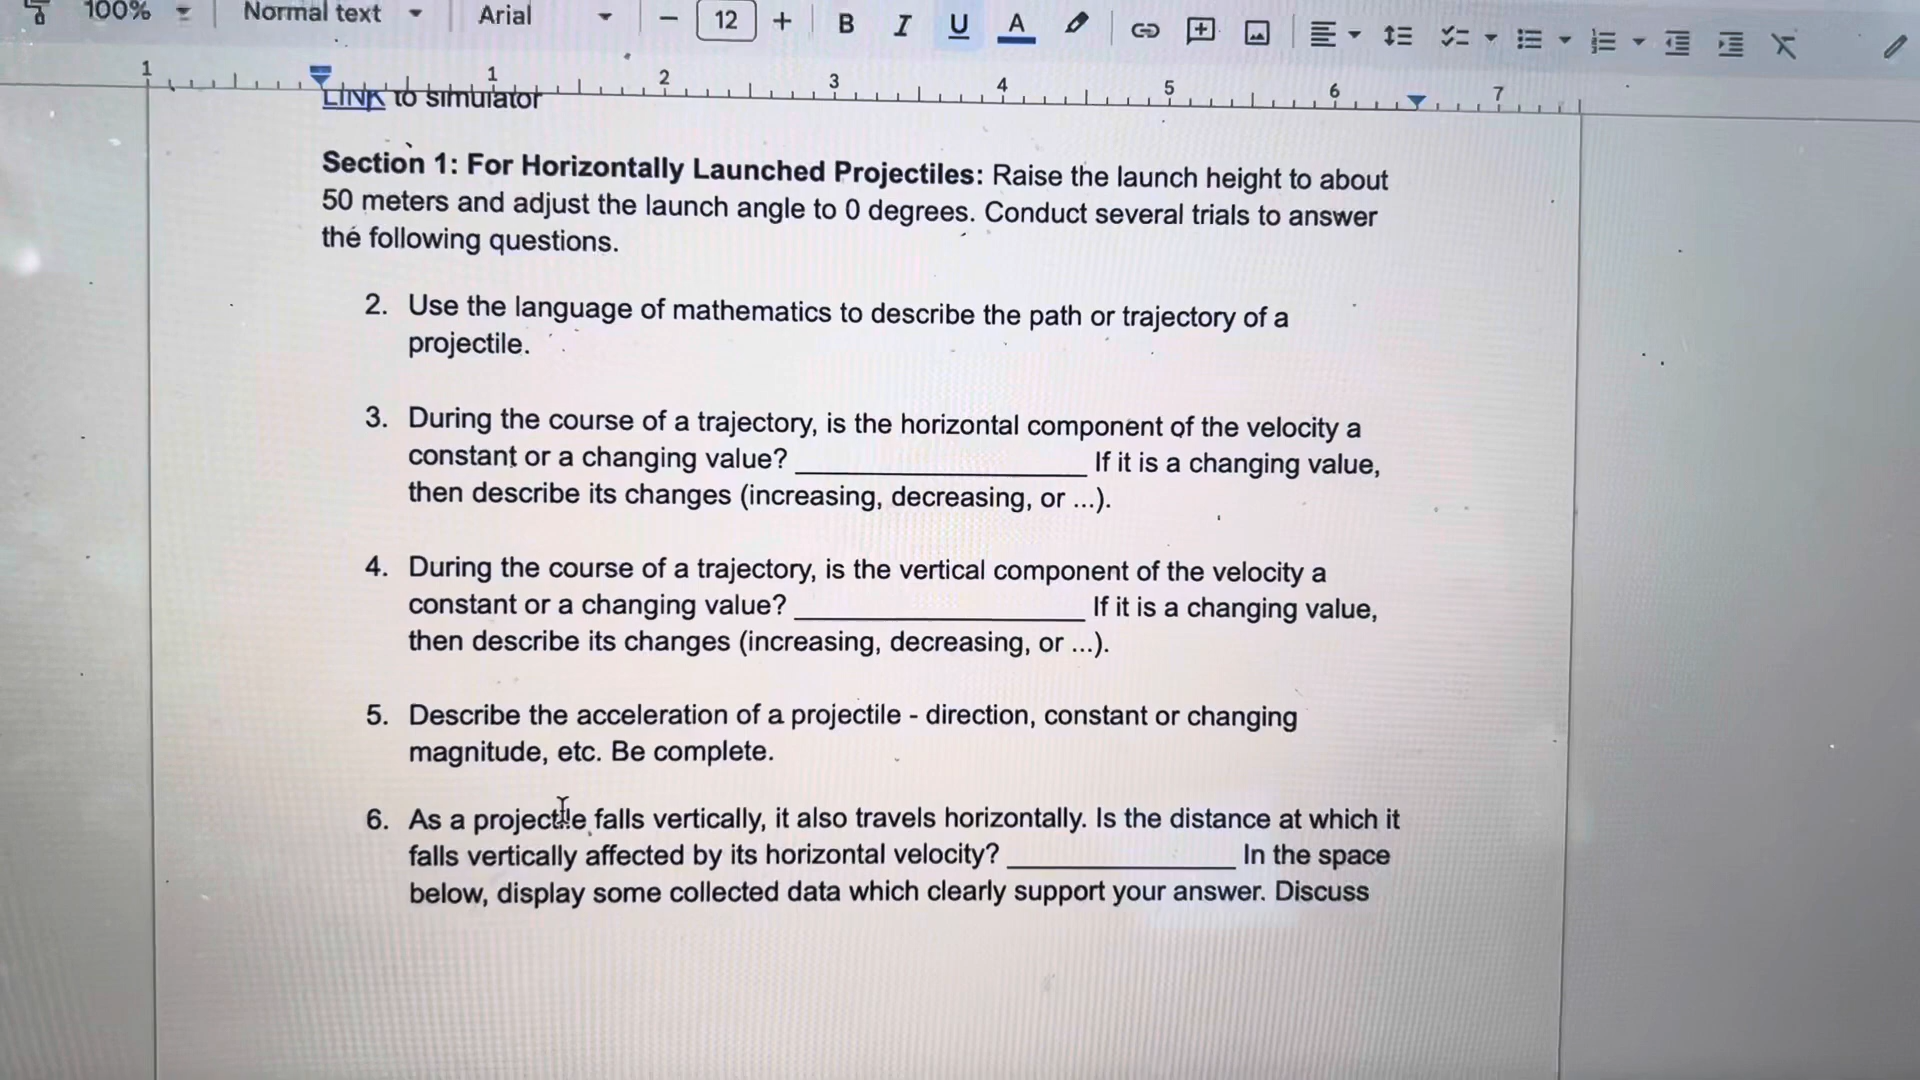 100% Normal text Arial 12 B I U A
1 1 2 3 4 5 6 7
LINK to simulator
Section 1: For Horizontally Launched Projectiles: Raise the launch height to about
50 meters and adjust the launch angle to 0 degrees. Conduct several trials to answer
the following questions.
2. Use the language of mathematics to describe the path or trajectory of a
projectile.
3. During the course of a trajectory, is the horizontal component of the velocity a
constant or a changing value? ____________________ If it is a changing value,
then describe its changes (increasing, decreasing, or ...).
4. During the course of a trajectory, is the vertical component of the velocity a
constant or a changing value? ____________________ If it is a changing value,
then describe its changes (increasing, decreasing, or ...).
5. Describe the acceleration of a projectile - direction, constant or changing
magnitude, etc. Be complete.
6. As a projectile falls vertically, it also travels horizontally. Is the distance at which it
falls vertically affected by its horizontal velocity? ________________ In the space
below, display some collected data which clearly support your answer. Discuss